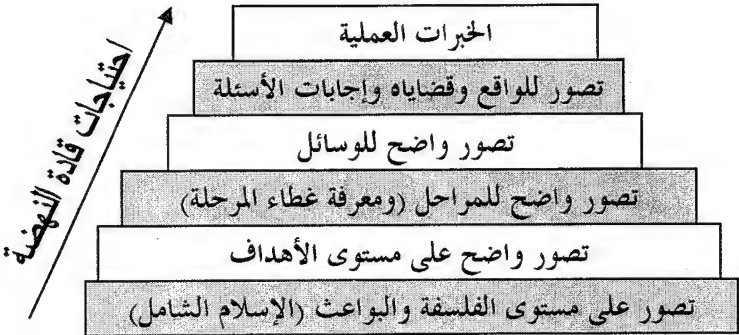 الخبرات العملية
تصور للواقع وقضاياه وإجابات الأسئلة
تصور واضح للوسائل
تصور واضح للمراحل (ومعرفة غطاء المرحلة)
تصور واضح على مستوى الأهداف
تصور على مستوى الفلسفة والبواعث (الإسلام الشامل)
احتياجات قادة النهضة